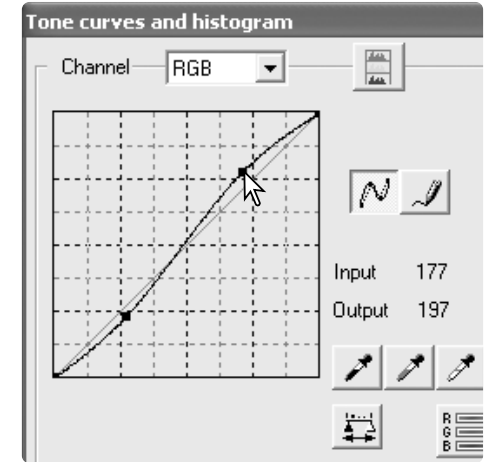 Tone curves and histogram
Channel RGB
Input 177
Output 197
R
G
B